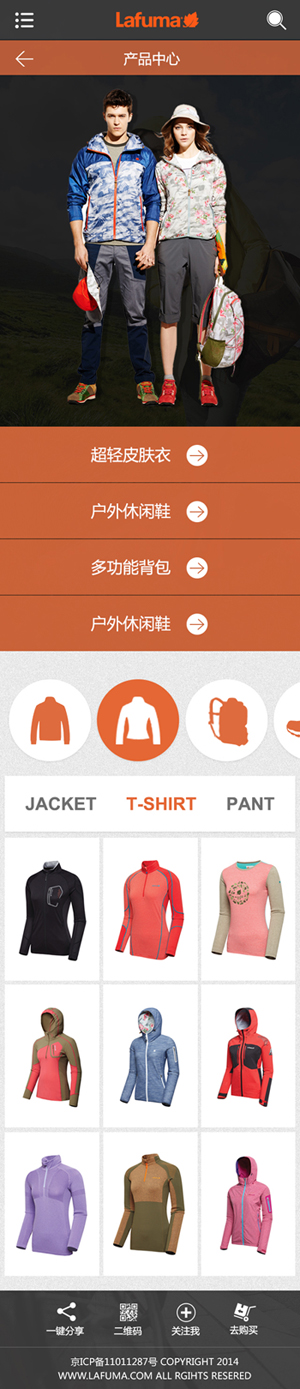 Lafuma
产品中心
超轻皮肤衣
户外休闲鞋
多功能背包
户外休闲鞋
JACKET T-SHIRT PANT
一键分享 二维码 关注我 去购买
京ICP备11011287号 COPYRIGHT 2014
WWW.LAFUMA.COM ALL RIGHTS RESERED